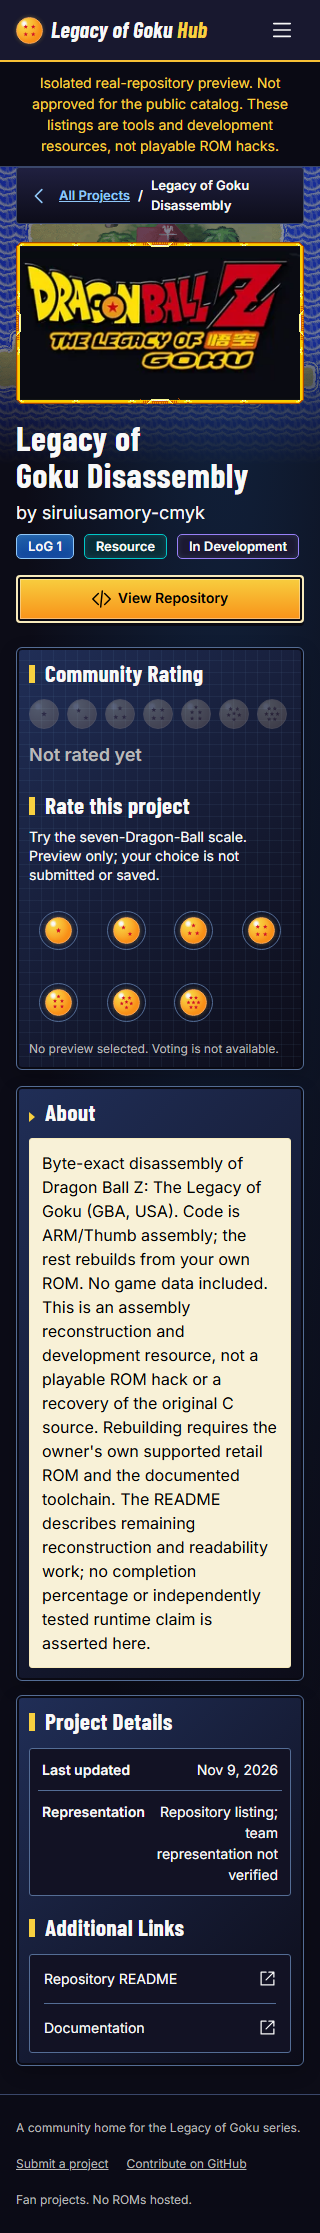 Legacy of Goku Hub
Isolated real-repository preview. Not
approved for the public catalog. These
listings are tools and development
resources, not playable ROM hacks.
All Projects / Legacy of Goku
Disassembly
DRAGONBALL Z
THE LEGACY OF 悟空
GOKU
Legacy of
Goku Disassembly
by siruiusamory-cmyk
LoG 1 Resource In Development
View Repository
Community Rating
Not rated yet
Rate this project
Try the seven-Dragon-Ball scale.
Preview only; your choice is not
submitted or saved.
No preview selected. Voting is not available.
About
Byte-exact disassembly of
Dragon Ball Z: The Legacy of
Goku (GBA, USA). Code is
ARM/Thumb assembly; the
rest rebuilds from your own
ROM. No game data included.
This is an assembly
reconstruction and
development resource, not a
playable ROM hack or a
recovery of the original C
source. Rebuilding requires the
owner's own supported retail
ROM and the documented
toolchain. The README
describes remaining
reconstruction and readability
work; no completion
percentage or independently
tested runtime claim is
asserted here.
Project Details
Last updated Nov 9, 2026
Representation Repository listing;
team
representation not
verified
Additional Links
Repository README
Documentation
A community home for the Legacy of Goku series.
Submit a project Contribute on GitHub
Fan projects. No ROMs hosted.